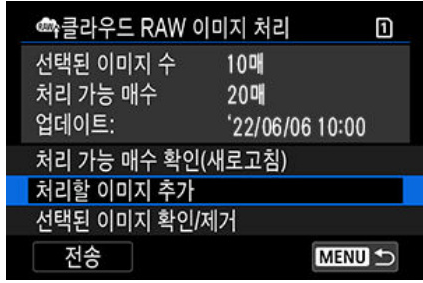 RAW 클라우드 RAW 이미지 처리 1
선택된 이미지 수 10매
처리 가능 매수 20매
업데이트: '22/06/06 10:00
처리 가능 매수 확인(새로고침)
처리할 이미지 추가
선택된 이미지 확인/제거
전송 MENU